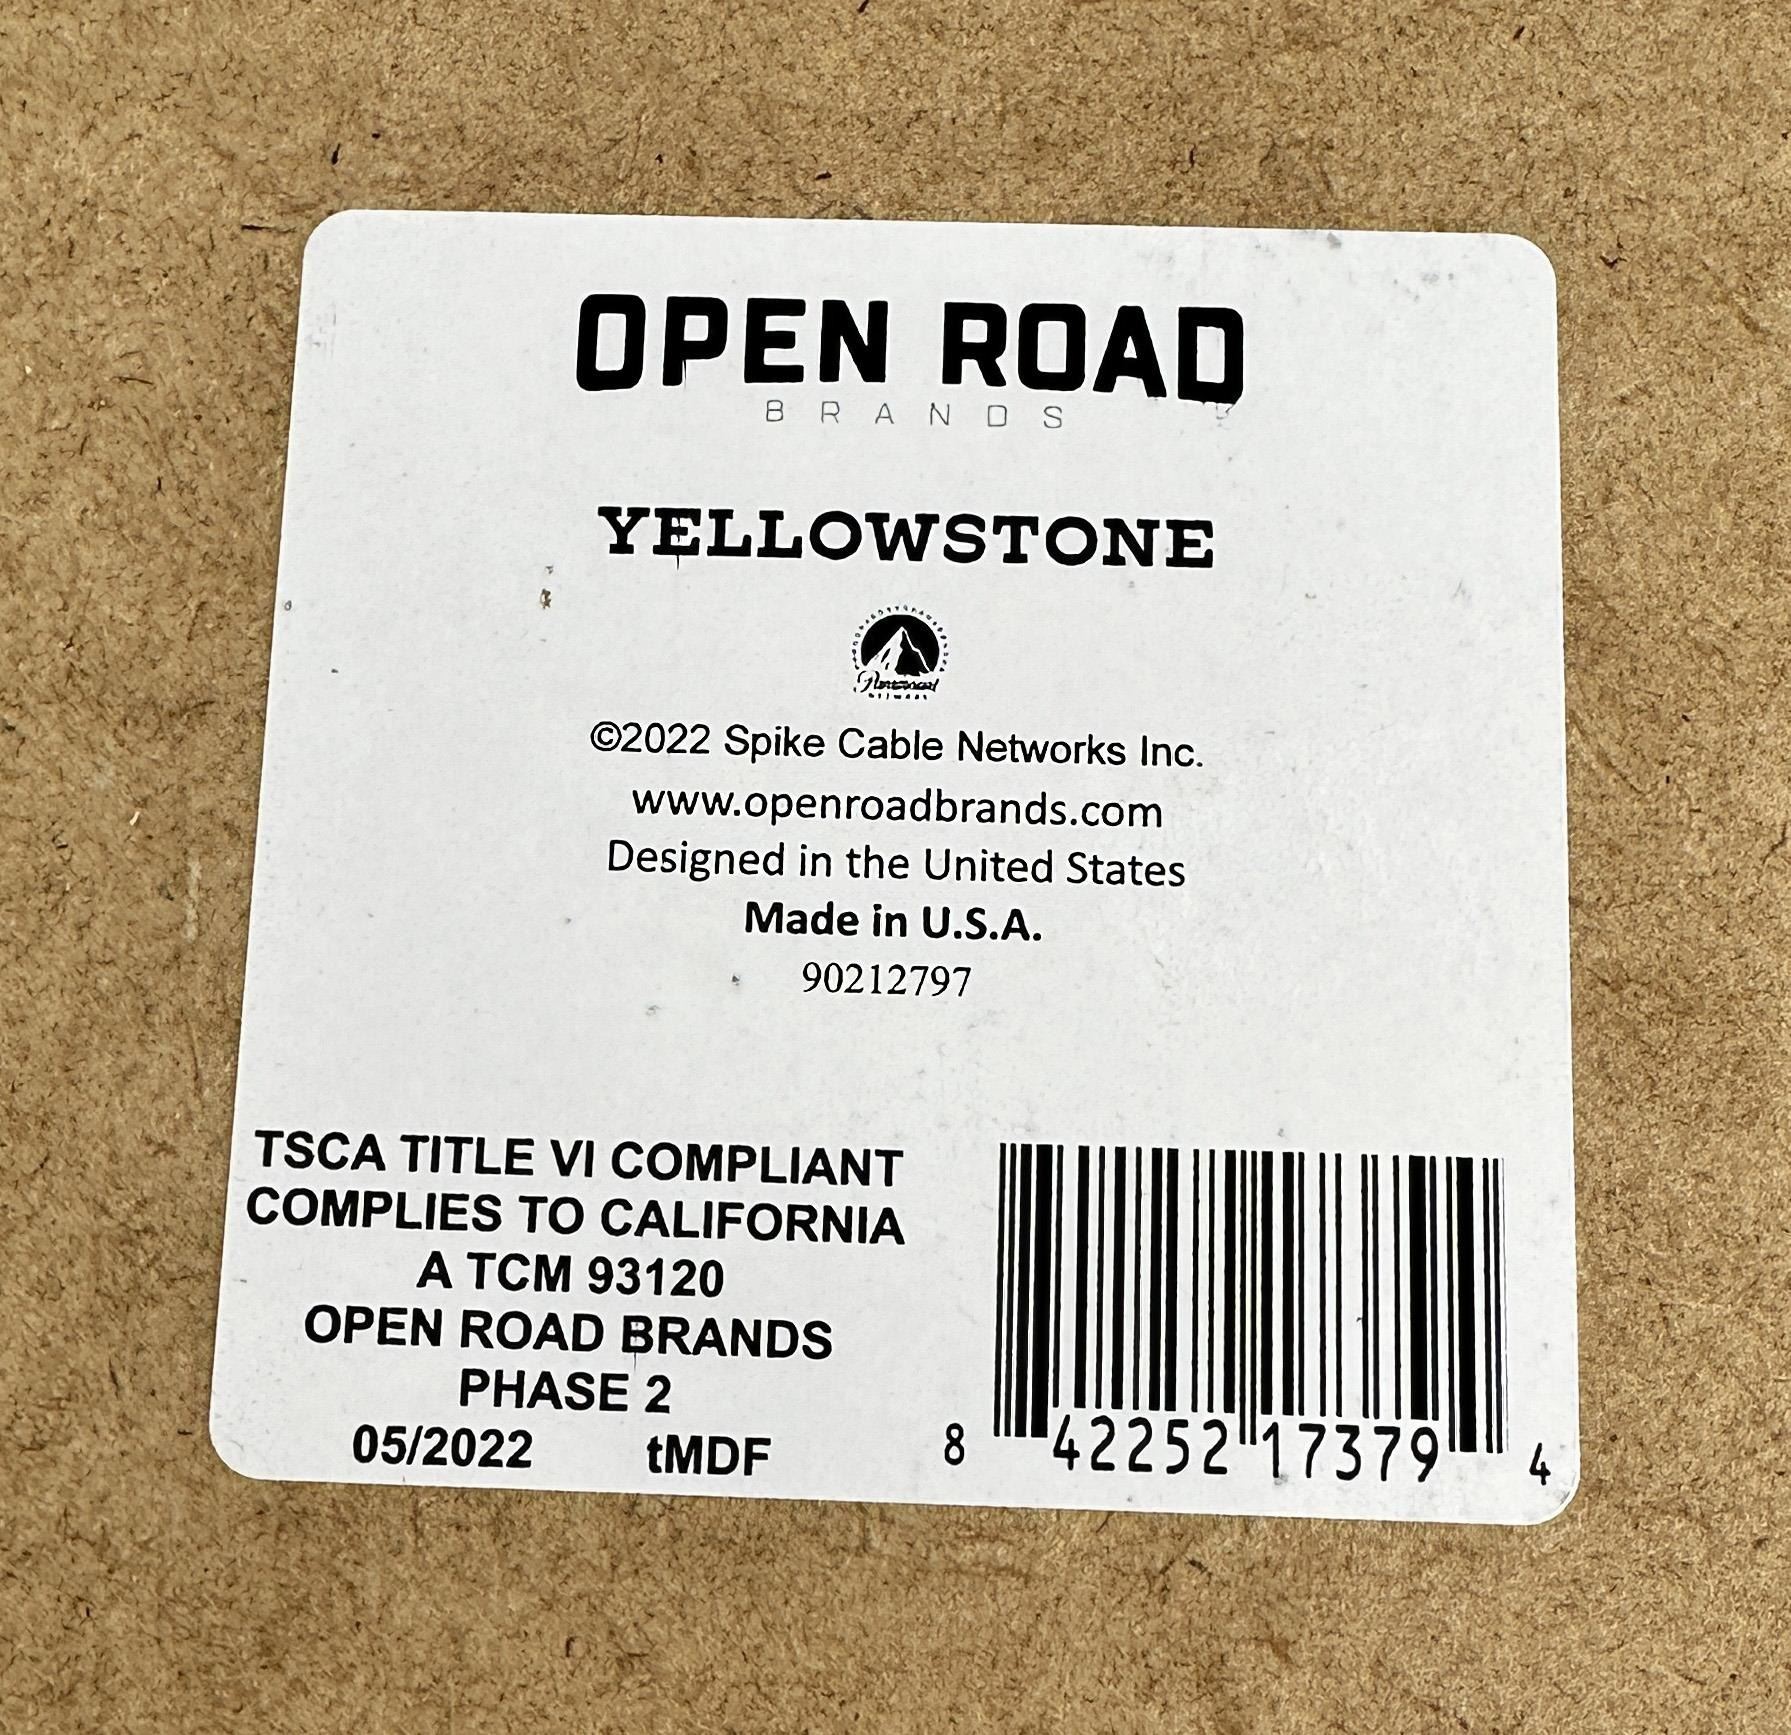 OPEN ROAD
BRANDS
YELLOWSTONE
Paramount
NETWORK
©2022 Spike Cable Networks Inc.
www.openroadbrands.com
Designed in the United States
Made in U.S.A.
90212797
TSCA TITLE VI COMPLIANT
COMPLIES TO CALIFORNIA
A TCM 93120
OPEN ROAD BRANDS
PHASE 2
05/2022 tMDF
8 42252 17379 4